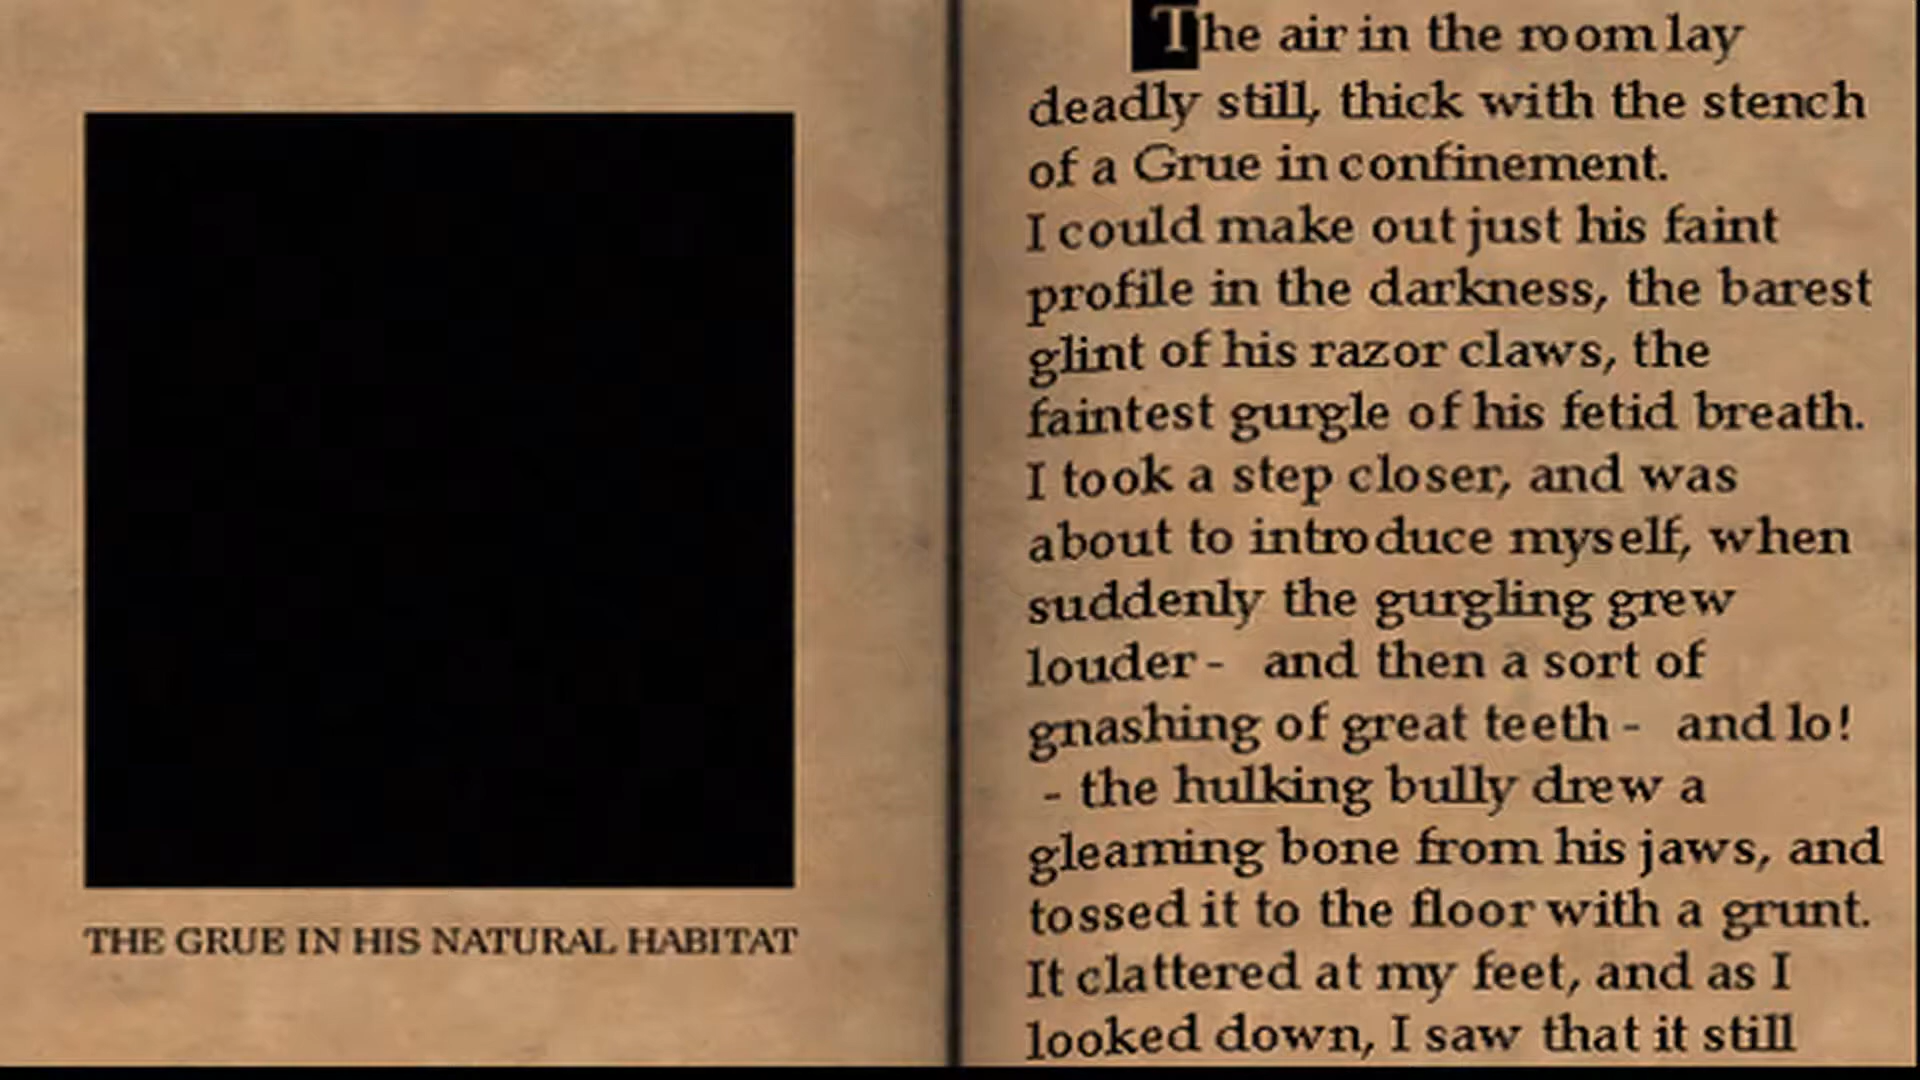 THE GRUE IN HIS NATURAL HABITAT
The air in the room lay
deadly still, thick with the stench
of a Grue in confinement.
I could make out just his faint
profile in the darkness, the barest
glint of his razor claws, the
faintest gurgle of his fetid breath.
I took a step closer, and was
about to introduce myself, when
suddenly the gurgling grew
louder - and then a sort of
gnashing of great teeth - and lo!
- the hulking bully drew a
gleaming bone from his jaws, and
tossed it to the floor with a grunt.
It clattered at my feet, and as I
looked down, I saw that it still